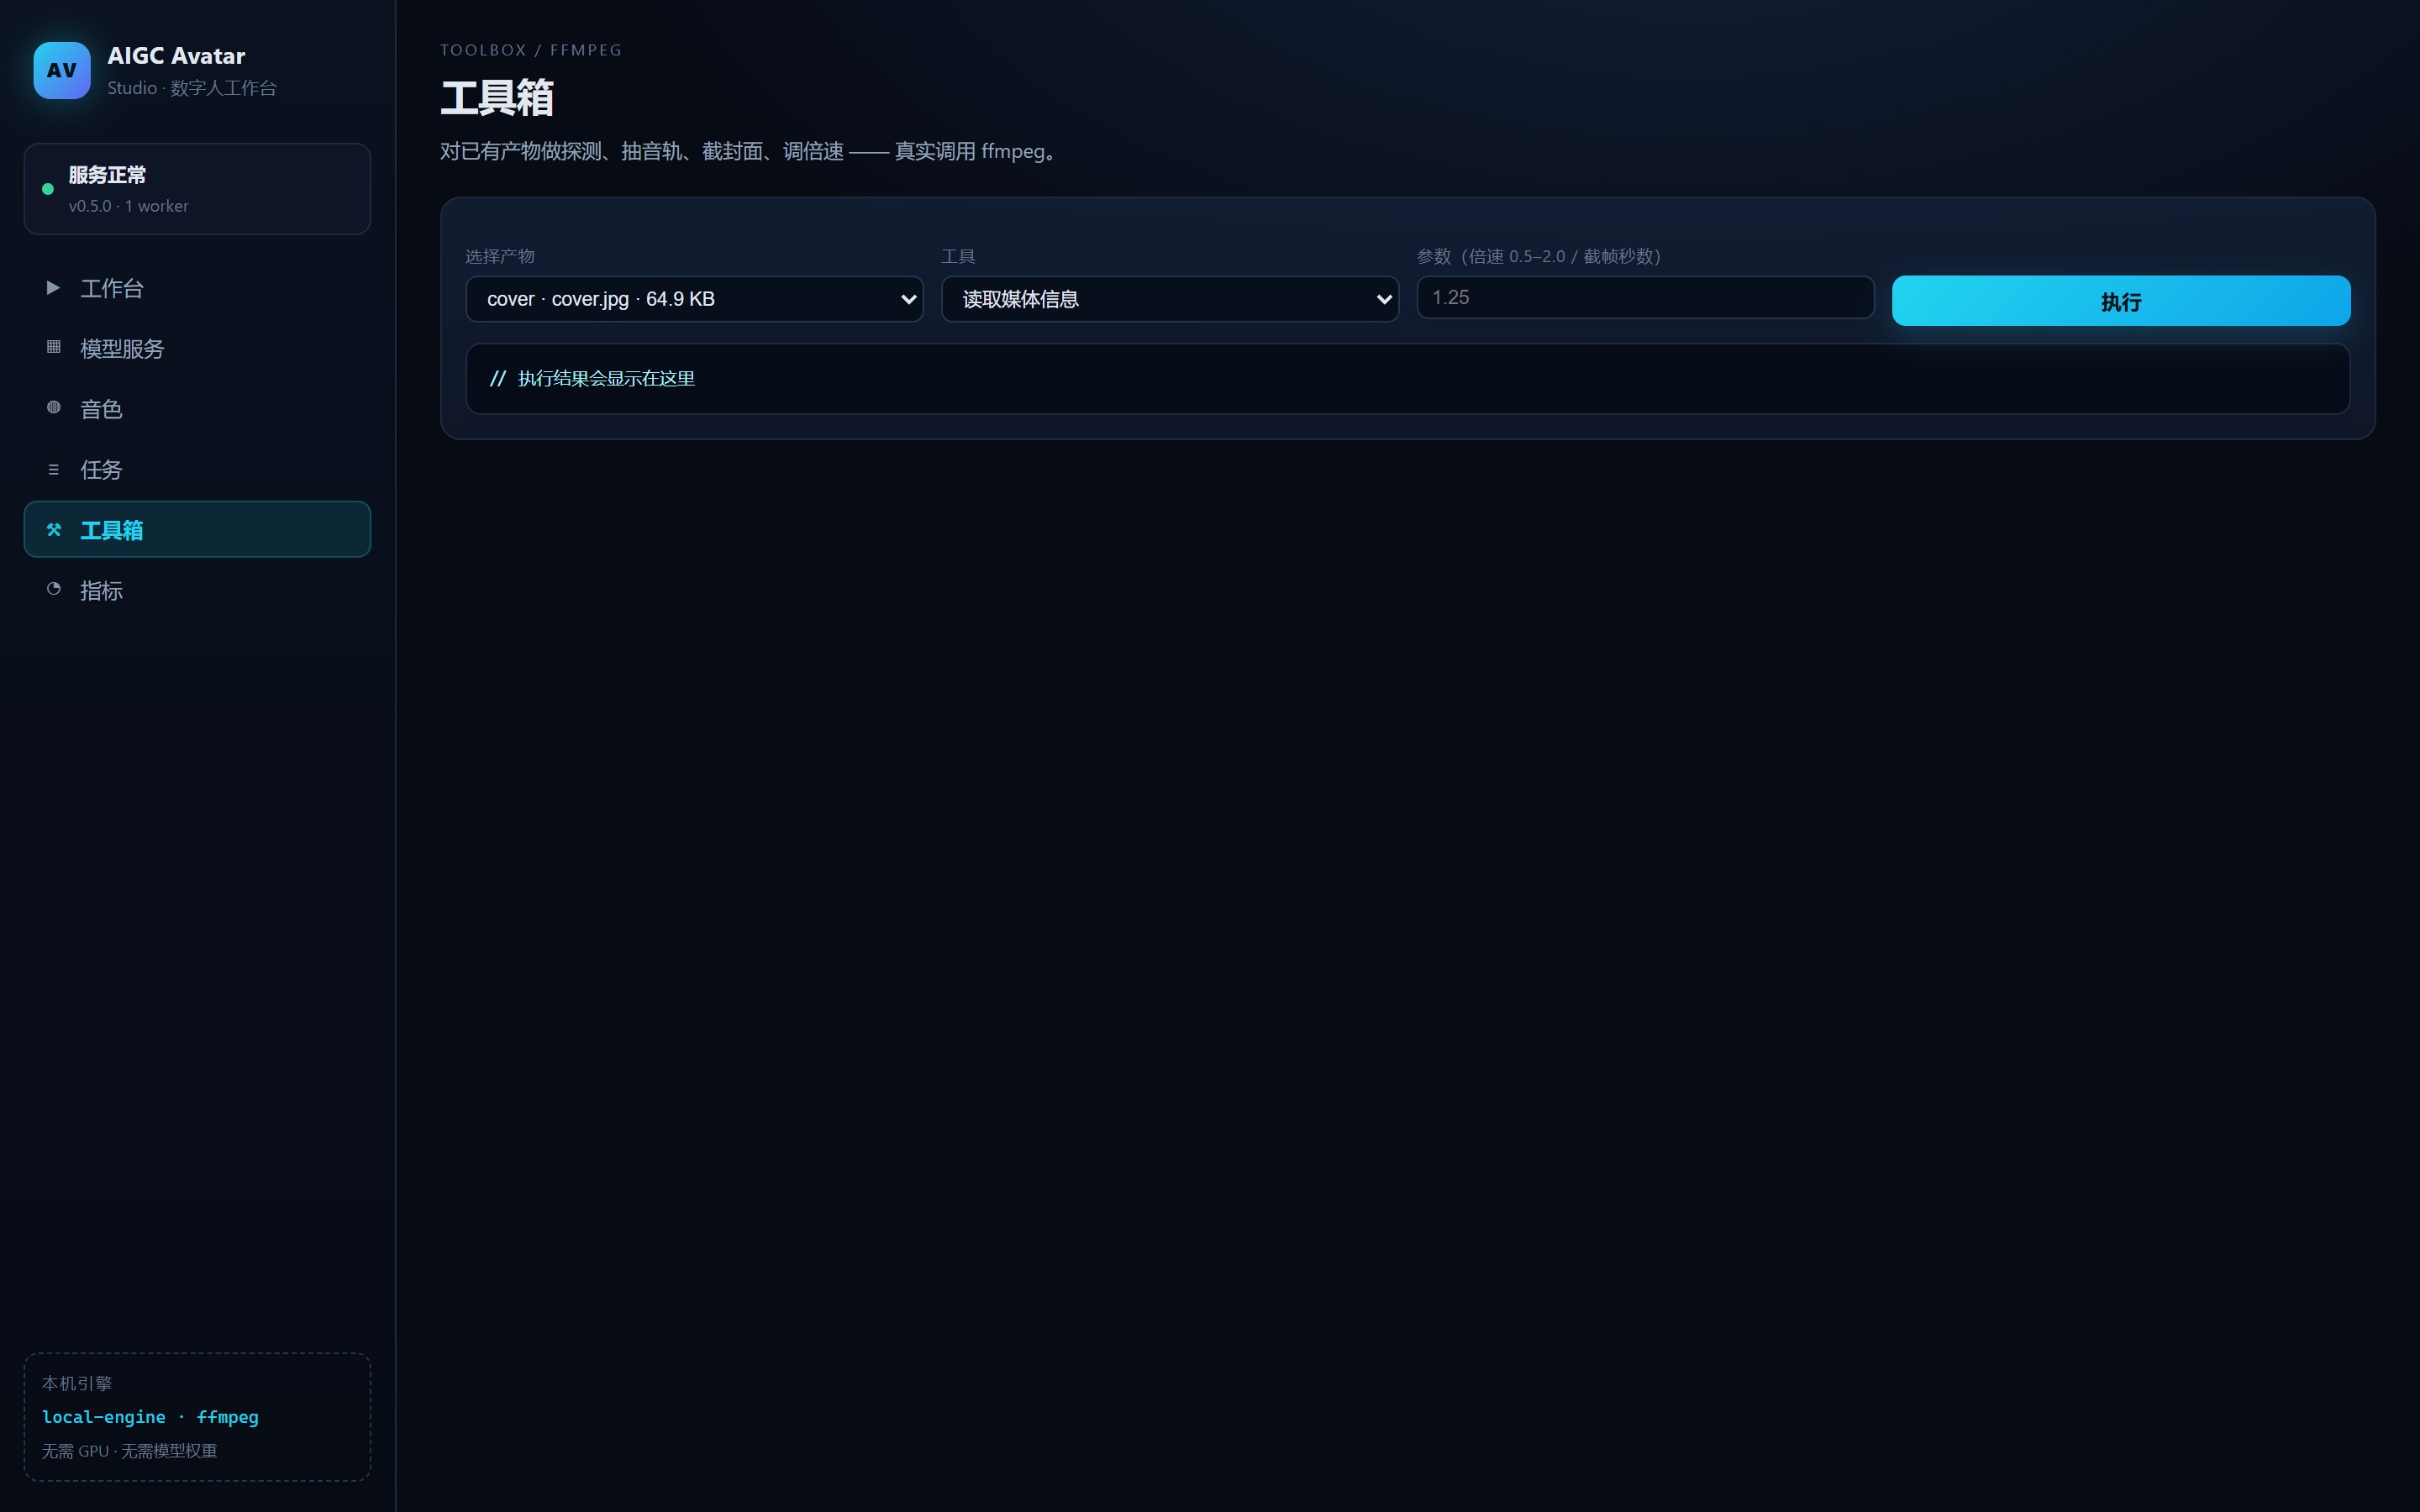 AV
AIGC Avatar
Studio · 数字人工作台
服务正常
v0.5.0 · 1 worker
工作台
模型服务
音色
任务
工具箱
指标
本机引擎
local-engine · ffmpeg
无需 GPU · 无需模型权重
TOOLBOX / FFMPEG
工具箱
对已有产物做探测、抽音轨、截封面、调倍速 —— 真实调用 ffmpeg。
选择产物
cover · cover.jpg · 64.9 KB
工具
读取媒体信息
参数（倍速 0.5–2.0 / 截帧秒数）
1.25
执行
// 执行结果会显示在这里